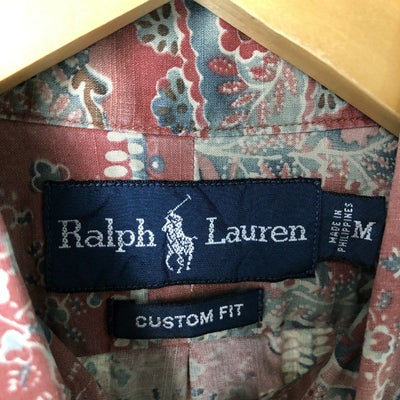 Ralph Lauren
MADE IN
PHILIPPINES
M
CUSTOM FIT